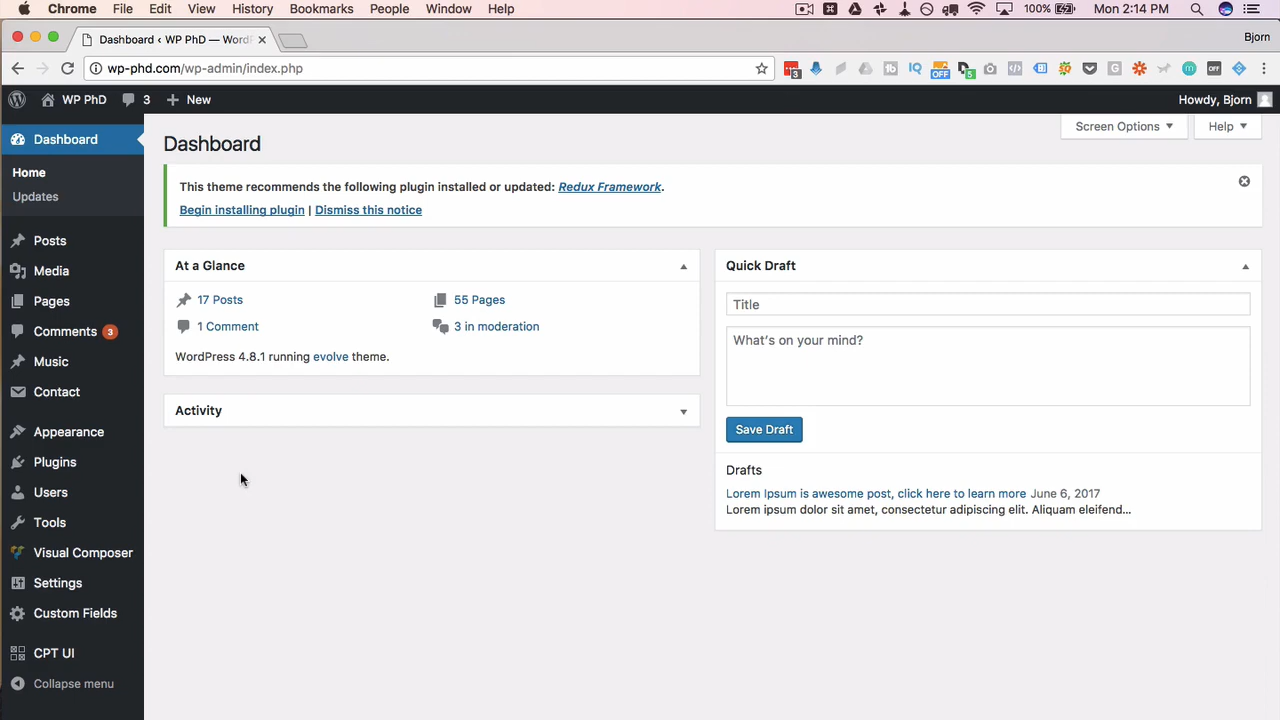 Chrome File Edit View History Bookmarks People Window Help 100% Mon 2:14 PM
Dashboard ‹ WP PhD — WordP
Bjorn
wp-phd.com/wp-admin/index.php
3 OFF 5 OFF
WP PhD 3 New Howdy, Bjorn
Dashboard
Home
Updates
Posts
Media
Pages
Comments 3
Music
Contact
Appearance
Plugins
Users
Tools
Visual Composer
Settings
Custom Fields
CPT UI
Collapse menu
Screen Options Help
Dashboard
This theme recommends the following plugin installed or updated: Redux Framework.
Begin installing plugin | Dismiss this notice
At a Glance
17 Posts 55 Pages
1 Comment 3 in moderation
WordPress 4.8.1 running evolve theme.
Activity
Quick Draft
Title
What's on your mind?
Save Draft
Drafts
Lorem Ipsum is awesome post, click here to learn more June 6, 2017
Lorem ipsum dolor sit amet, consectetur adipiscing elit. Aliquam eleifend…